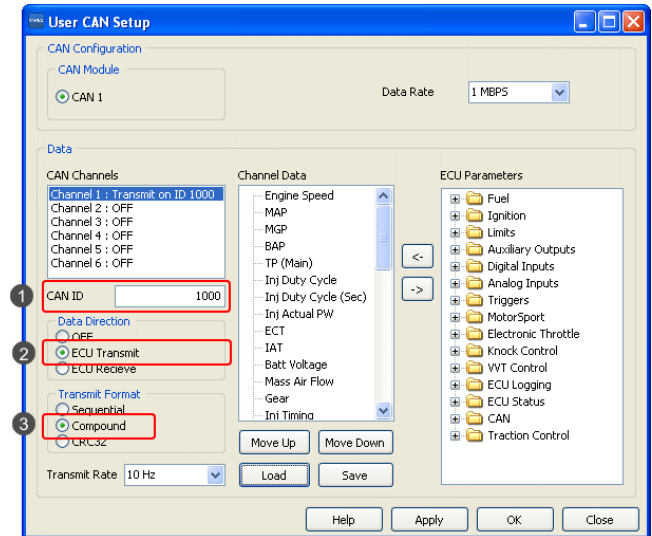 User CAN Setup
CAN Configuration
CAN Module
CAN 1
Data Rate
1 MBPS
Data
CAN Channels
Channel 1 : Transmit on ID 1000
Channel 2 : OFF
Channel 3 : OFF
Channel 4 : OFF
Channel 5 : OFF
Channel 6 : OFF
1
CAN ID
1000
Data Direction
OFF
2
ECU Transmit
ECU Recieve
Transmit Format
Sequential
3
Compound
CRC32
Transmit Rate
10 Hz
Channel Data
Engine Speed
MAP
MGP
BAP
TP (Main)
Inj Duty Cycle
Inj Duty Cycle (Sec)
Inj Actual PW
ECT
IAT
Batt Voltage
Mass Air Flow
Gear
Inj Timing
Move Up
Move Down
Load
Save
<-
->
ECU Parameters
Fuel
Ignition
Limits
Auxiliary Outputs
Digital Inputs
Analog Inputs
Triggers
MotorSport
Electronic Throttle
Knock Control
VVT Control
ECU Logging
ECU Status
CAN
Traction Control
Help
Apply
OK
Close